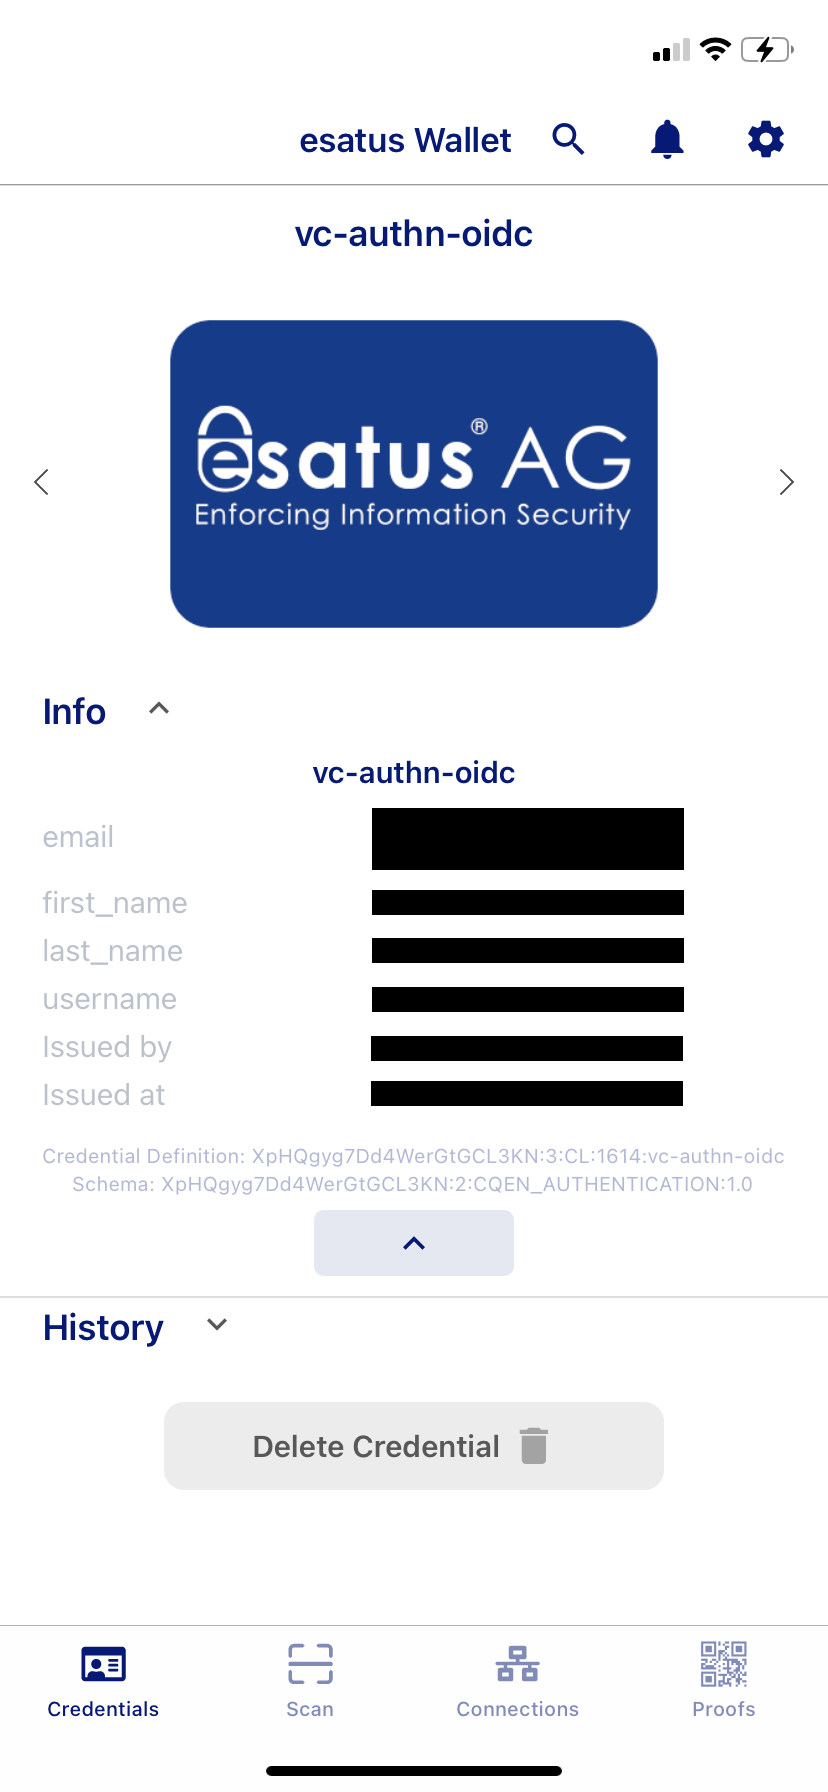 esatus Wallet
vc-authn-oidc
esatus® AG
Enforcing Information Security
Info
vc-authn-oidc
email
first_name
last_name
username
Issued by
Issued at
Credential Definition: XpHQgyg7Dd4WerGtGCL3KN:3:CL:1614:vc-authn-oidc
Schema: XpHQgyg7Dd4WerGtGCL3KN:2:CQEN_AUTHENTICATION:1.0
History
Delete Credential
Credentials
Scan
Connections
Proofs